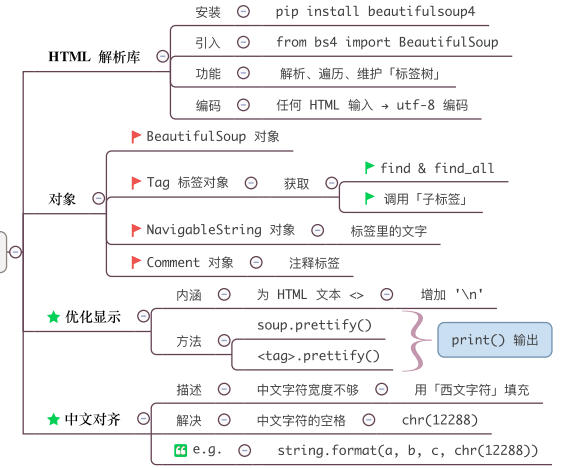 HTML 解析库
安装
pip install beautifulsoup4
引入
from bs4 import BeautifulSoup
功能
解析、遍历、维护「标签树」
编码
任何 HTML 输入 → utf-8 编码
对象
BeautifulSoup 对象
Tag 标签对象
获取
find & find_all
调用「子标签」
NavigableString 对象
标签里的文字
Comment 对象
注释标签
优化显示
内涵
为 HTML 文本 <>
增加 '\n'
方法
soup.prettify()
<tag>.prettify()
print() 输出
中文对齐
描述
中文字符宽度不够
用「西文字符」填充
解决
中文字符的空格
chr(12288)
e.g.
string.format(a, b, c, chr(12288))